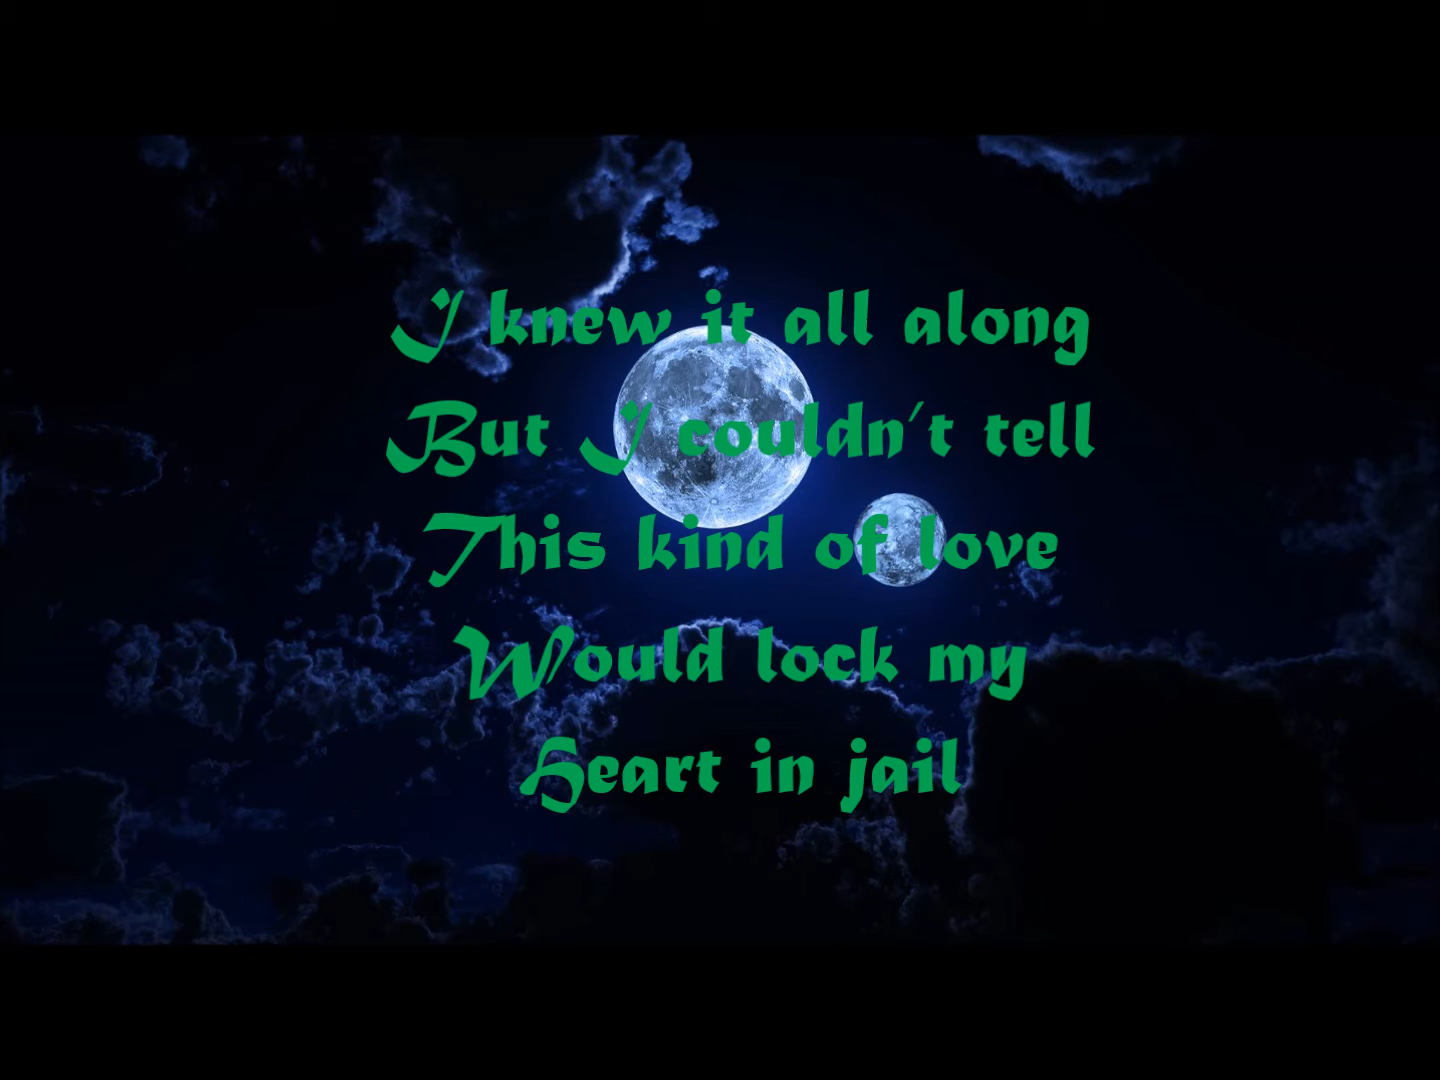 I knew it all along
But I couldn't tell
This kind of love
Would lock my
Heart in jail